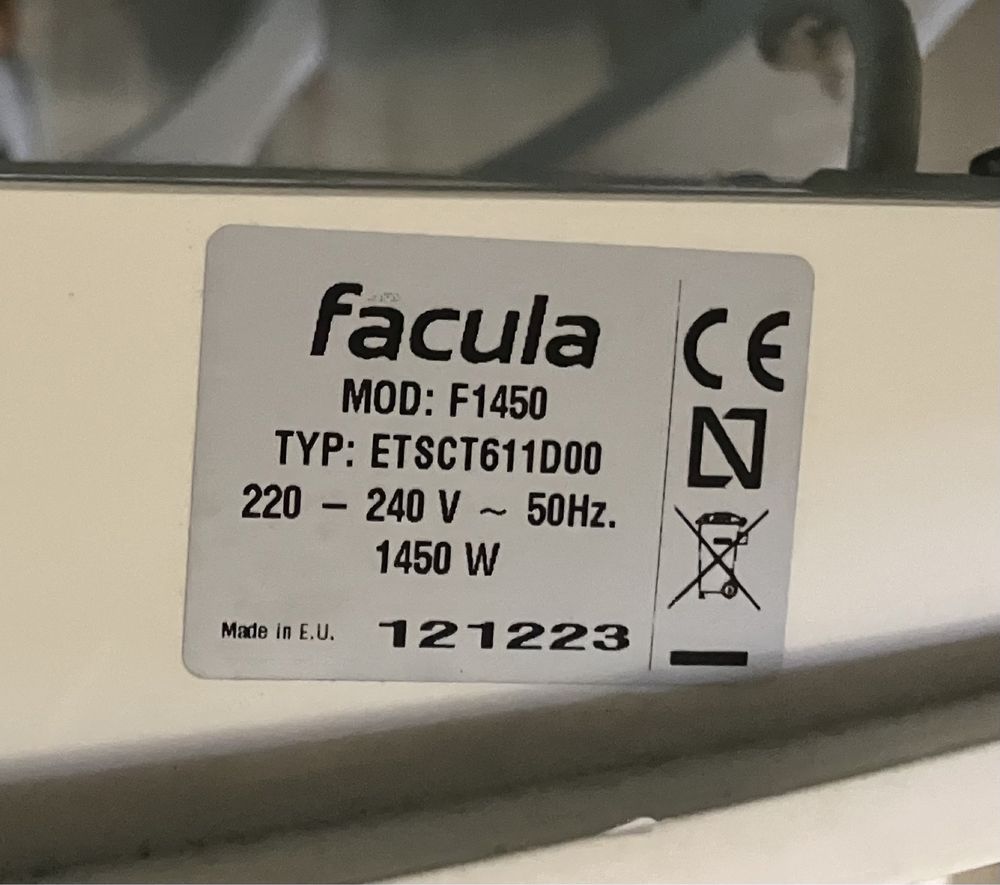 facula
MOD: F1450
TYP: ETSCT611D00
220 – 240 V ~ 50Hz.
1450 W
Made in E.U. 121223
CE
N